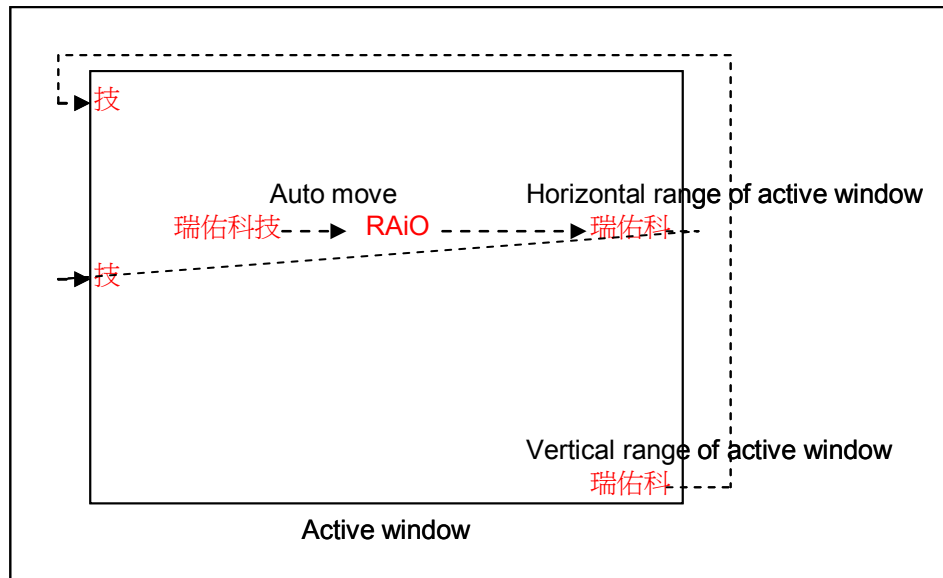 技
Auto move
Horizontal range of active window
瑞佑科技 RAiO 瑞佑科
技
Vertical range of active window
瑞佑科
Active window